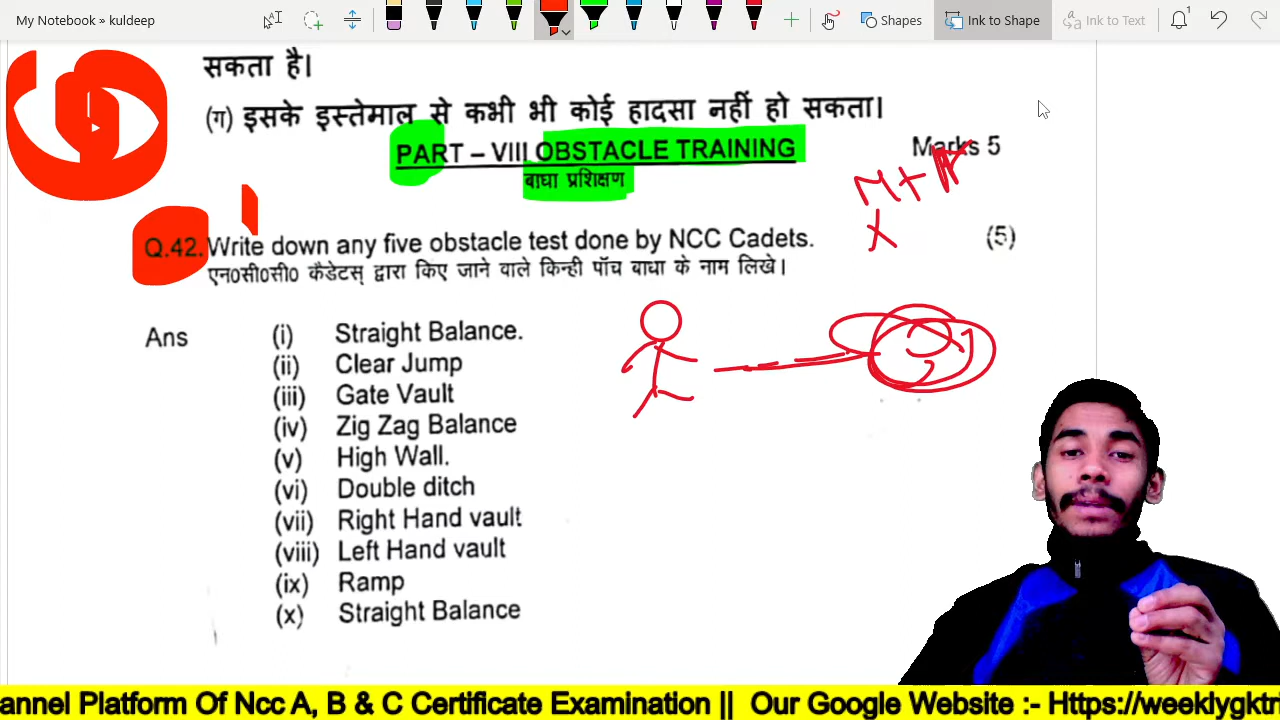 My Notebook » kuldeep
Shapes
Ink to Shape
Ink to Text
सकता है।
(ग) इसके इस्तेमाल से कभी भी कोई हादसा नहीं हो सकता।
PART – VIII OBSTACLE TRAINING Marks 5
बाघा प्रशिक्षण
M+A
X
Q.42. Write down any five obstacle test done by NCC Cadets. (5)
एन0सी0सी0 कैडेटस् द्वारा किए जाने वाले किन्ही पॉच बाधा के नाम लिखे।
Ans (i) Straight Balance.
(ii) Clear Jump
(iii) Gate Vault
(iv) Zig Zag Balance
(v) High Wall.
(vi) Double ditch
(vii) Right Hand vault
(viii) Left Hand vault
(ix) Ramp
(x) Straight Balance
annel Platform Of Ncc A, B & C Certificate Examination || Our Google Website :- Https://weeklygktri